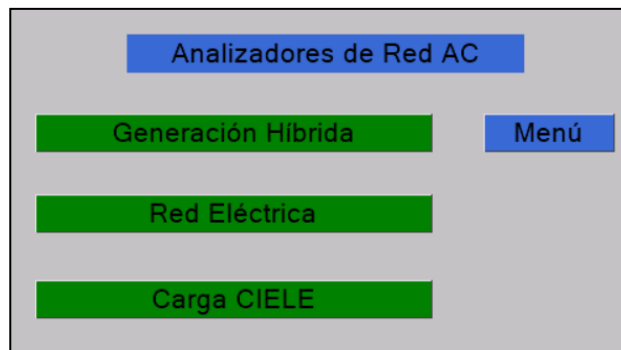 Analizadores de Red AC
Generación Híbrida
Menú
Red Eléctrica
Carga CIELE